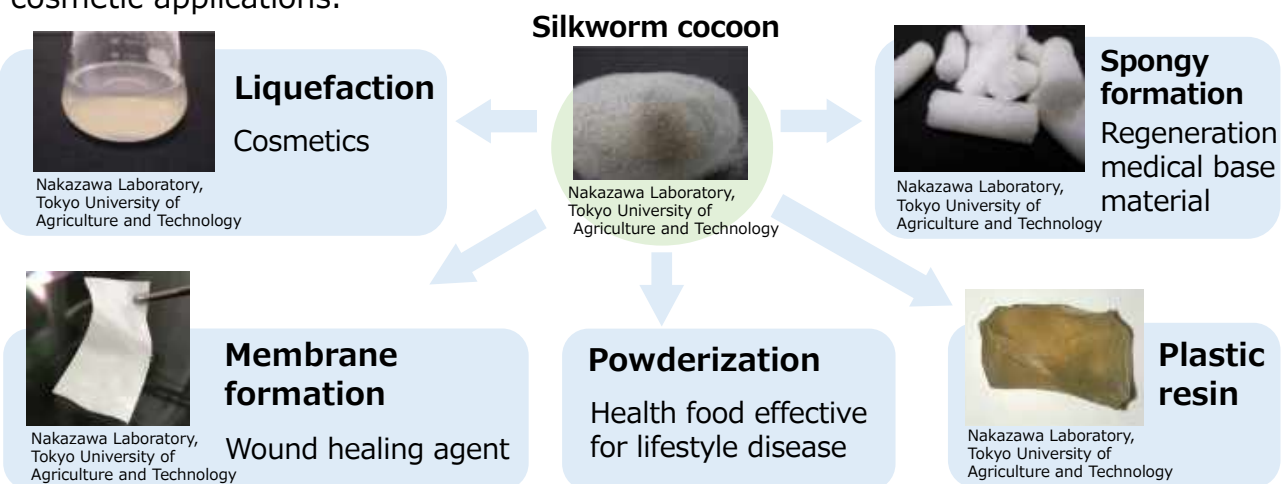 cosmetic applications.
Silkworm cocoon
Nakazawa Laboratory,
Tokyo University of
Agriculture and Technology
Liquefaction
Cosmetics
Nakazawa Laboratory,
Tokyo University of
Agriculture and Technology
Spongy
formation
Regeneration
medical base
material
Nakazawa Laboratory,
Tokyo University of
Agriculture and Technology
Membrane
formation
Wound healing agent
Nakazawa Laboratory,
Tokyo University of
Agriculture and Technology
Powderization
Health food effective
for lifestyle disease
Plastic
resin
Nakazawa Laboratory,
Tokyo University of
Agriculture and Technology